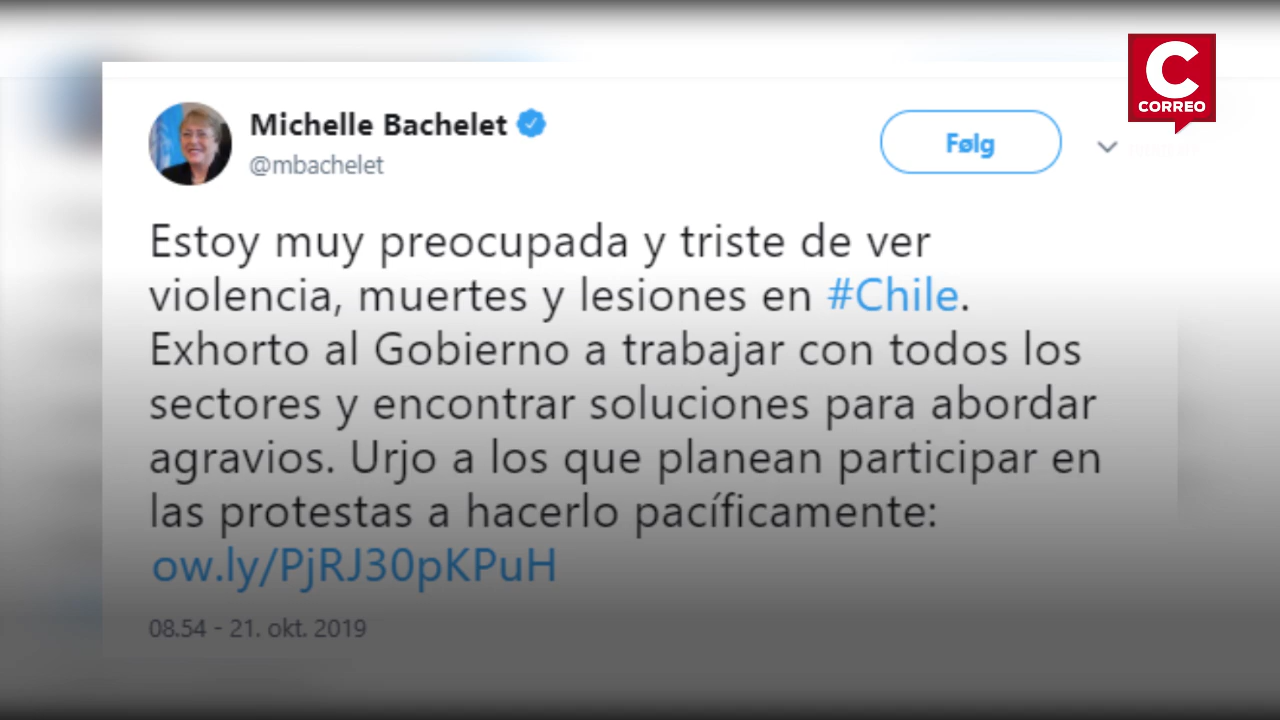 C
CORREO
Michelle Bachelet
@mbachelet
Følg
Estoy muy preocupada y triste de ver
violencia, muertes y lesiones en #Chile.
Exhorto al Gobierno a trabajar con todos los
sectores y encontrar soluciones para abordar
agravios. Urjo a los que planean participar en
las protestas a hacerlo pacíficamente:
ow.ly/PjRJ30pKPuH
08.54 - 21. okt. 2019